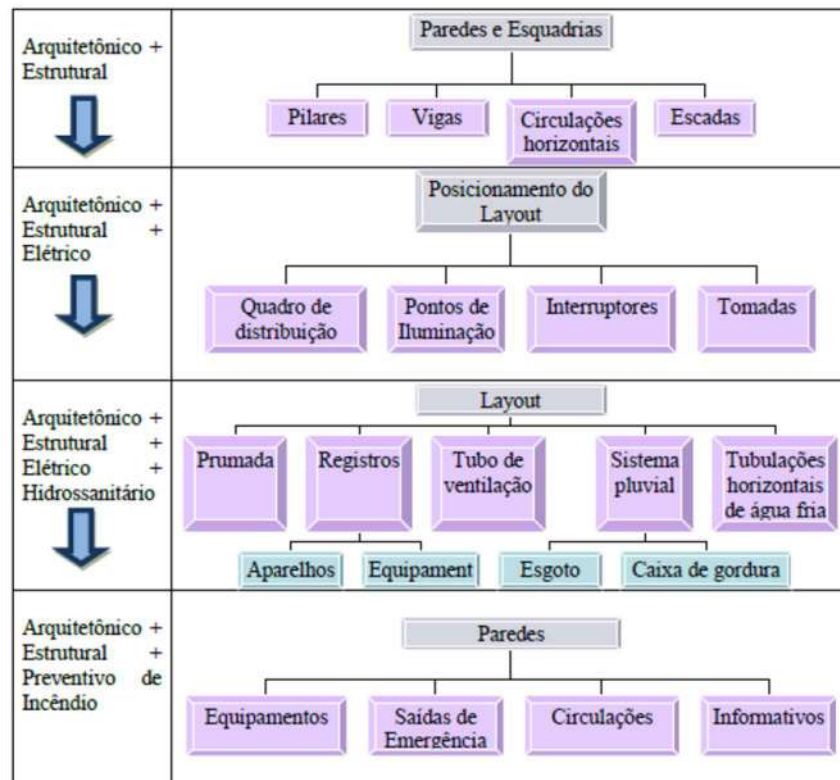 Arquitetônico +
Estrutural
Paredes e Esquadrias
Pilares
Vigas
Circulações
horizontais
Escadas
Arquitetônico +
Estrutural +
Elétrico
Posicionamento do
Layout
Quadro de
distribuição
Pontos de
Iluminação
Interruptores
Tomadas
Arquitetônico +
Estrutural +
Elétrico +
Hidrossanitário
Layout
Prumada
Registros
Tubo de
ventilação
Sistema
pluvial
Tubulações
horizontais
de água fria
Aparelhos
Equipament
Esgoto
Caixa de gordura
Arquitetônico +
Estrutural +
Preventivo de
Incêndio
Paredes
Equipamentos
Saídas de
Emergência
Circulações
Informativos